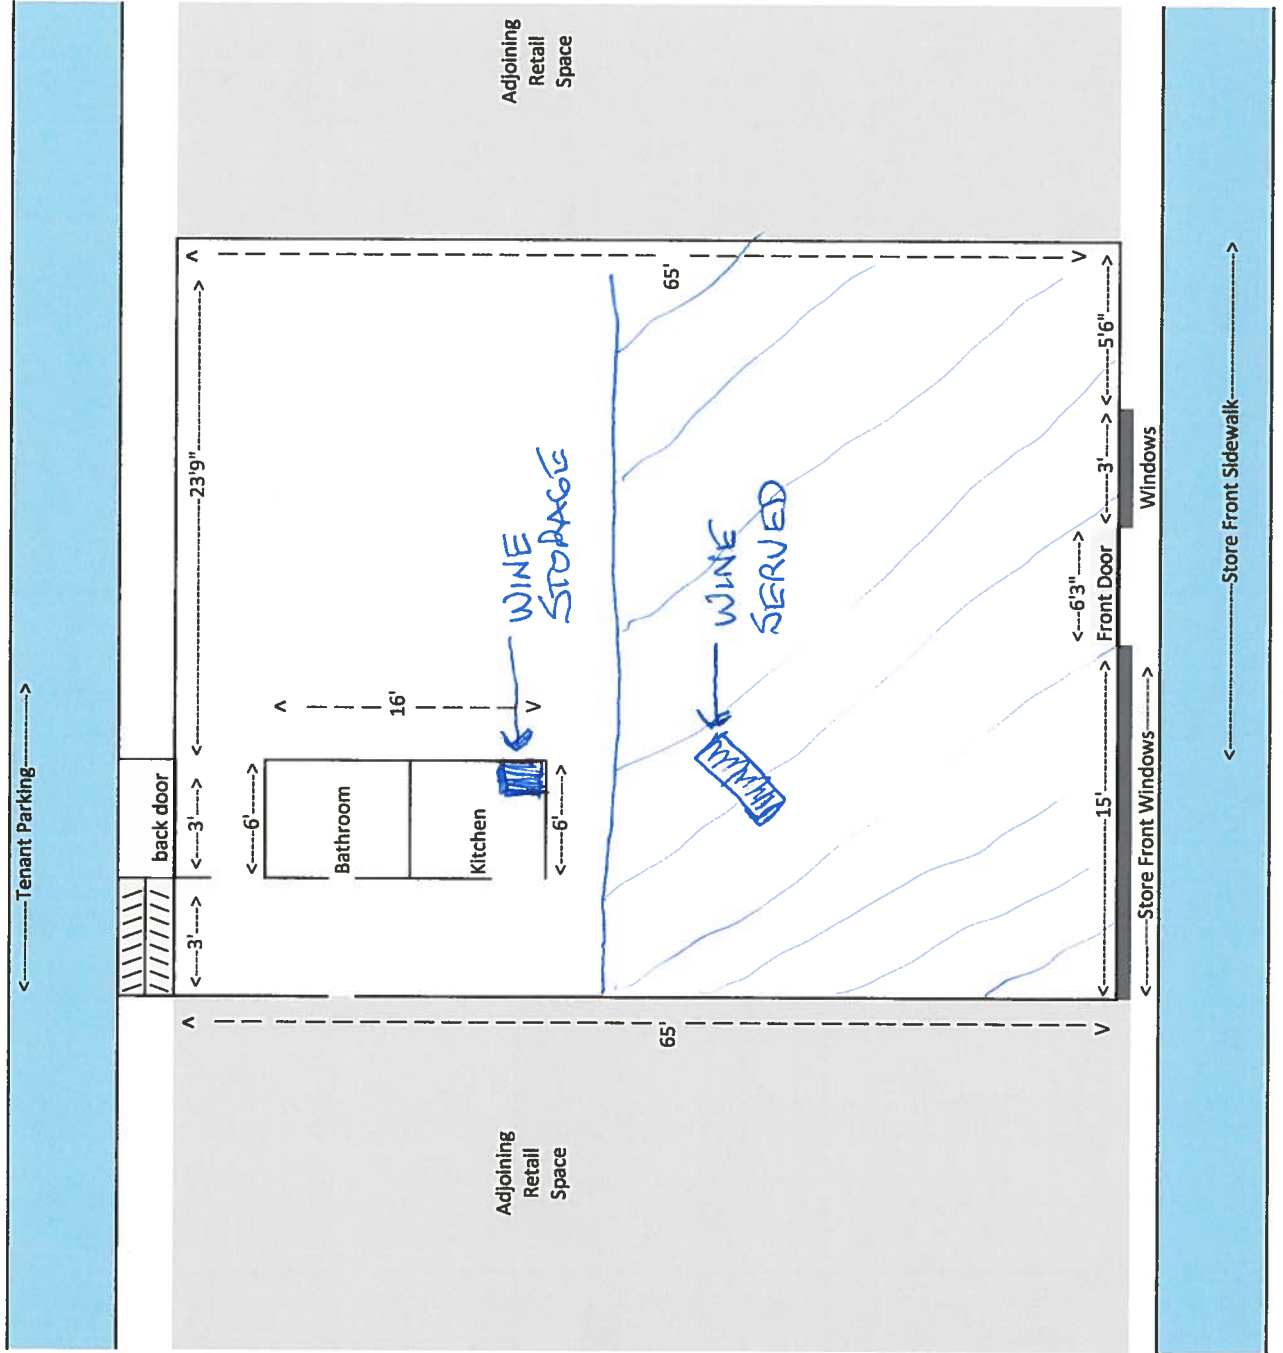 <---------Tenant Parking--------->
back door
<----3'---->
<----3'---->
<-----------23'9"----------->
<----6'---->
Bathroom
16'
Kitchen
<----6'---->
Adjoining
Retail
Space
WINE
STORAGE
Adjoining
Retail
Space
65'
65'
WINE
SERVED
<---------15'--------->
<---6'3"--->
Front Door
<----3'---->
<----5'6"---->
<------Store Front Windows------>
Windows
<-----------Store Front Sidewalk----------->